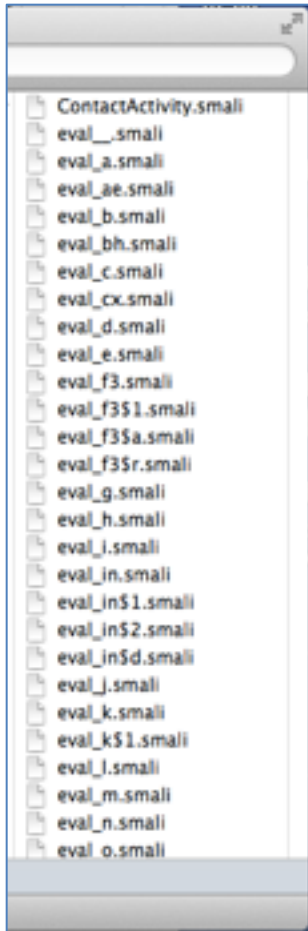 ContactActivity.smali
eval__.smali
eval_a.smali
eval_ae.smali
eval_b.smali
eval_bh.smali
eval_c.smali
eval_cx.smali
eval_d.smali
eval_e.smali
eval_f3.smali
eval_f3$1.smali
eval_f3$a.smali
eval_f3$r.smali
eval_g.smali
eval_h.smali
eval_i.smali
eval_in.smali
eval_in$1.smali
eval_in$2.smali
eval_in$d.smali
eval_j.smali
eval_k.smali
eval_k$1.smali
eval_l.smali
eval_m.smali
eval_n.smali
eval_o.smali